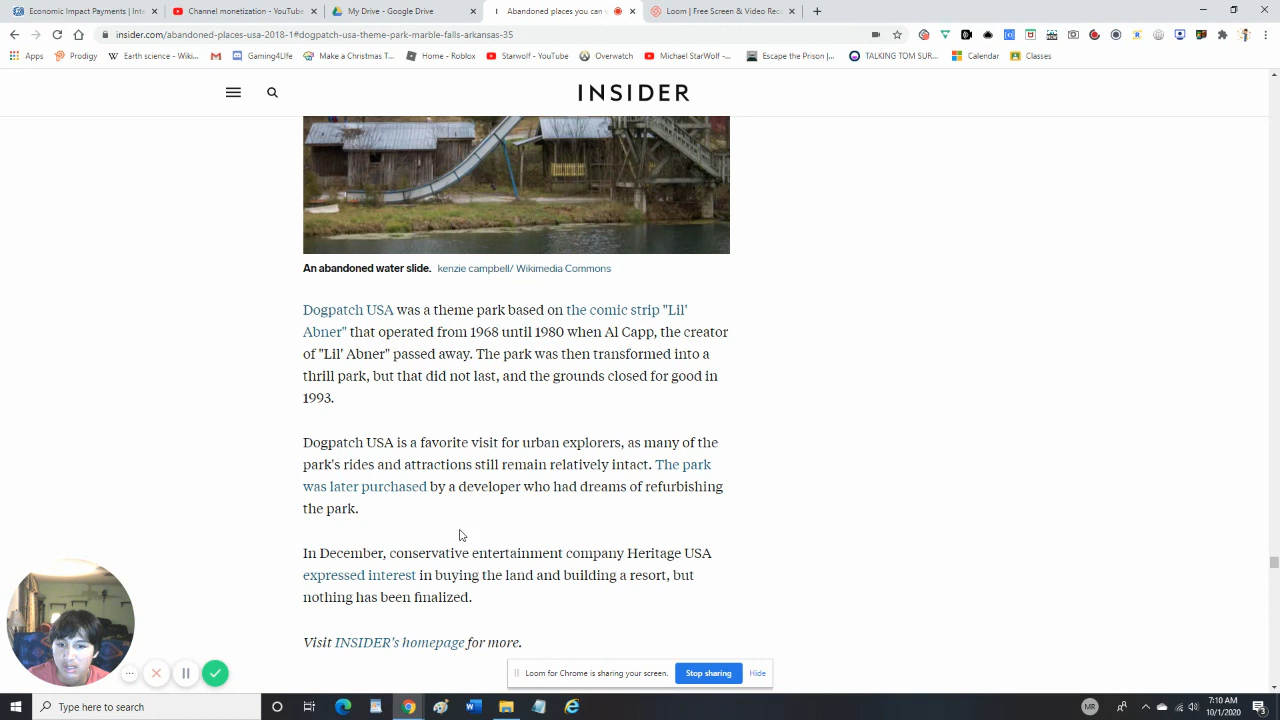 Economic Impact Payments | Int
Channel monetization - YouTube
My Drive - Google Drive
Abandoned places you can v
Loom | Free Screen & Video Rec
insider.com/abandoned-places-usa-2018-1#dogpatch-usa-theme-park-marble-falls-arkansas-35
Apps
Prodigy
Earth science - Wiki...
Gaming4life
Make a Christmas T...
Home - Roblox
Starwolf - YouTube
Overwatch
Michael StarWolf -...
Escape the Prison |...
TALKING TOM SUR...
Calendar
Classes
INSIDER
An abandoned water slide. kenzie campbell/ Wikimedia Commons
Dogpatch USA was a theme park based on the comic strip "Lil'
Abner" that operated from 1968 until 1980 when Al Capp, the creator
of "Lil' Abner" passed away. The park was then transformed into a
thrill park, but that did not last, and the grounds closed for good in
1993.
Dogpatch USA is a favorite visit for urban explorers, as many of the
park's rides and attractions still remain relatively intact. The park
was later purchased by a developer who had dreams of refurbishing
the park.
In December, conservative entertainment company Heritage USA
expressed interest in buying the land and building a resort, but
nothing has been finalized.
Visit INSIDER's homepage for more.
Loom for Chrome is sharing your screen.
Stop sharing
Hide
Type here to search
MR
7:10 AM
10/1/2020